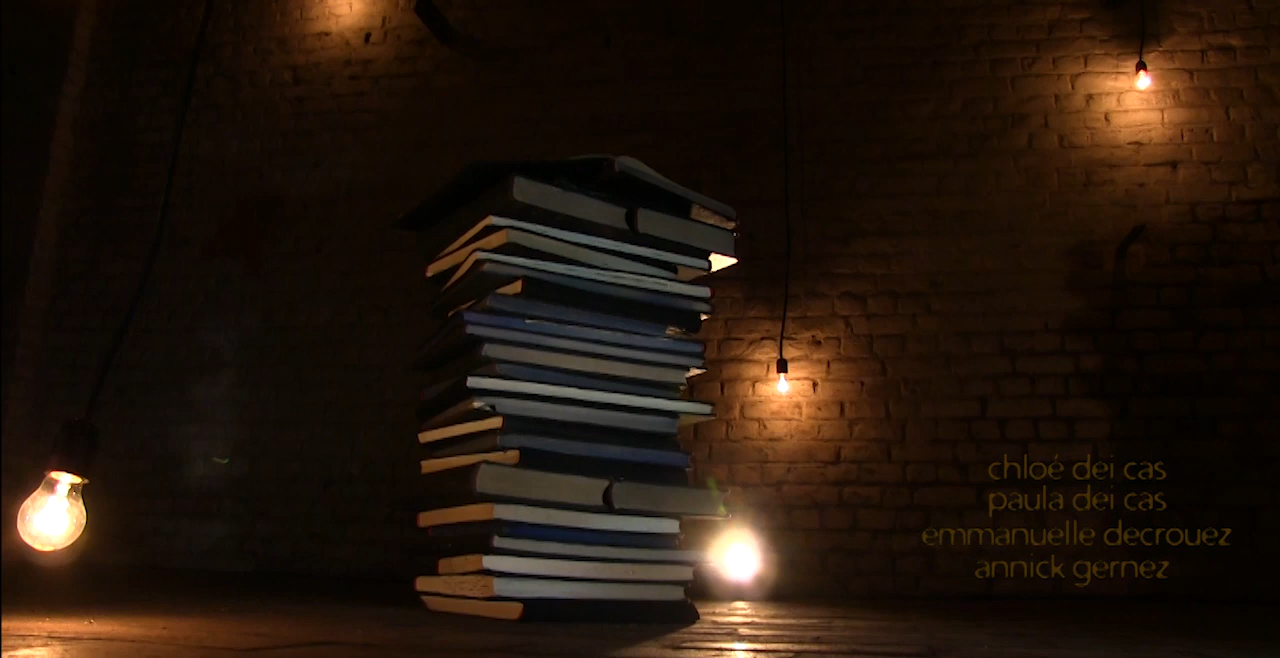 chloé dei cas
paula dei cas
emmanuelle decrouez
annick gernez